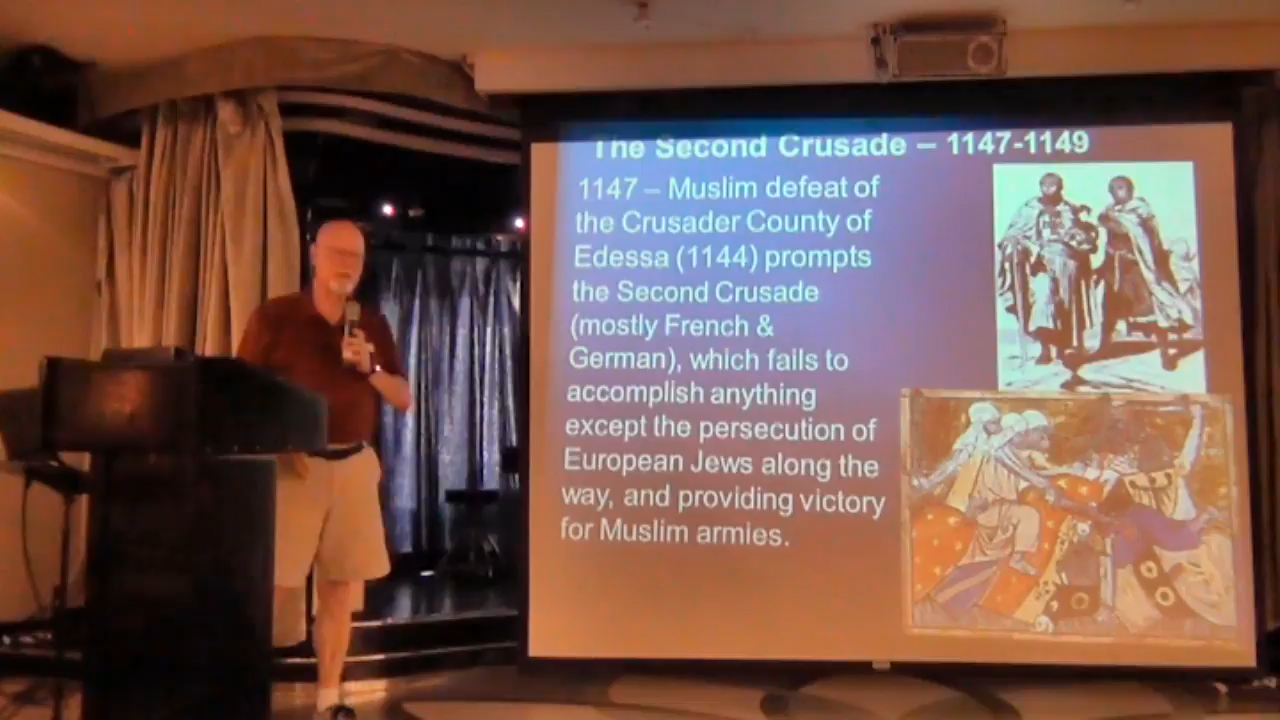 The Second Crusade – 1147-1149
1147 – Muslim defeat of
the Crusader County of
Edessa (1144) prompts
the Second Crusade
(mostly French &
German), which fails to
accomplish anything
except the persecution of
European Jews along the
way, and providing victory
for Muslim armies.